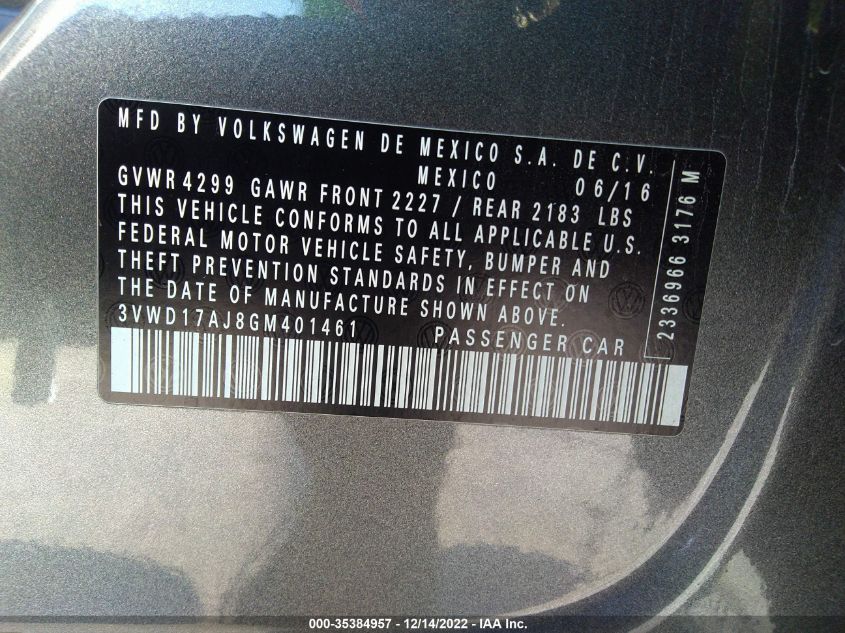 MFD BY VOLKSWAGEN DE MEXICO S.A. DE C.V.
MEXICO 06/16
GVWR 4299 GAWR FRONT 2227 / REAR 2183 LBS
THIS VEHICLE CONFORMS TO ALL APPLICABLE U.S.
FEDERAL MOTOR VEHICLE SAFETY, BUMPER AND
THEFT PREVENTION STANDARDS IN EFFECT ON
THE DATE OF MANUFACTURE SHOWN ABOVE.
3VWD17AJ8GM401461 PASSENGER CAR
2336966 3176 M
000-35384957 - 12/14/2022 - IAA Inc.